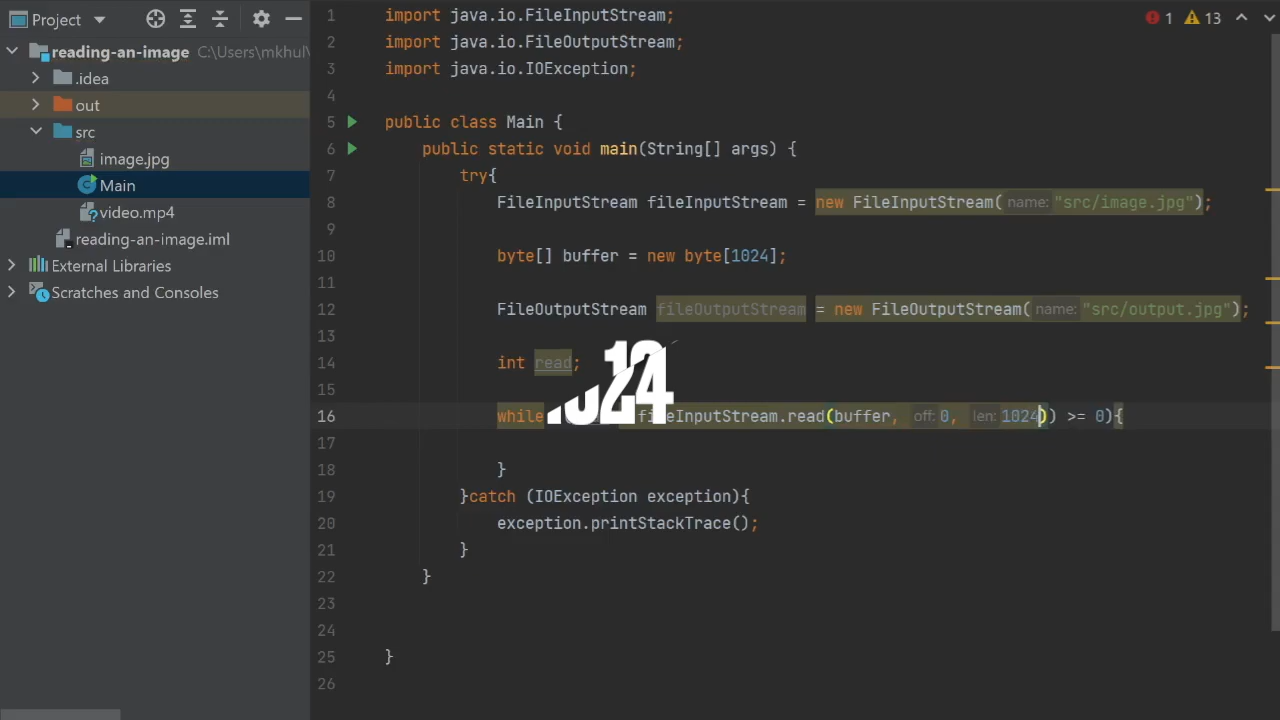 Project
reading-an-image C:\Users\mkhul\
.idea
out
src
image.jpg
Main
video.mp4
reading-an-image.iml
External Libraries
Scratches and Consoles
1 13
1 import java.io.FileInputStream;
2 import java.io.FileOutputStream;
3 import java.io.IOException;
4
5 public class Main {
6 public static void main(String[] args) {
7 try{
8 FileInputStream fileInputStream = new FileInputStream( name: "src/image.jpg");
9
10 byte[] buffer = new byte[1024];
11
12 FileOutputStream fileOutputStream = new FileOutputStream( name: "src/output.jpg");
13
14 int read;
15
1024
16 while fileInputStream.read(buffer, off: 0, len: 1024)) >= 0){
17
18 }
19 }catch (IOException exception){
20 exception.printStackTrace();
21 }
22 }
23
24
25 }
26